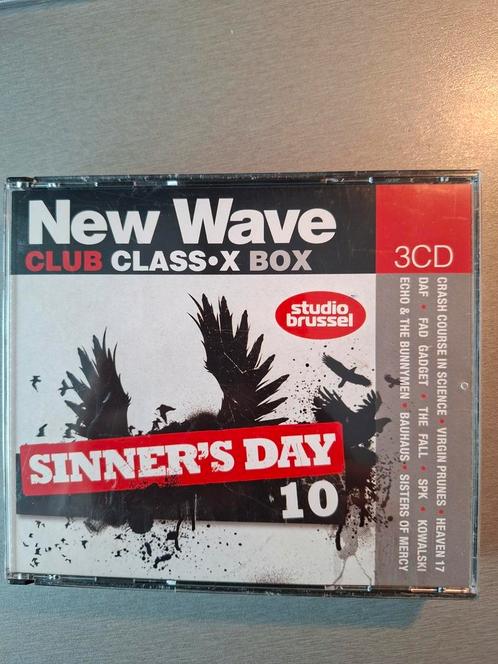 New Wave
CLUB CLASS•X BOX
3CD
studio
brussel
SINNER'S DAY
10
CRASH COURSE IN SCIENCE • VIRGIN PRUNES • HEAVEN 17
DAF • FAD GADGET • THE FALL • SPK • KOWALSKI
ECHO & THE BUNNYMEN • BAUHAUS • SISTERS OF MERCY